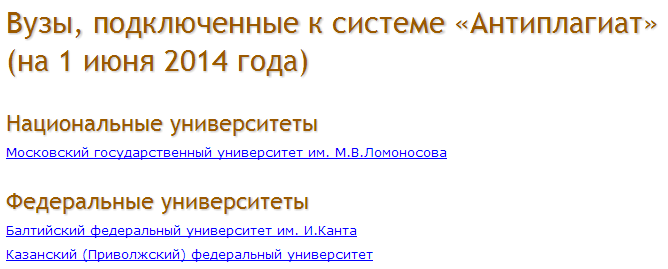 Вузы, подключенные к системе «Антиплагиат»
(на 1 июня 2014 года)
Национальные университеты
Московский государственный университет им. М.В.Ломоносова
Федеральные университеты
Балтийский федеральный университет им. И.Канта
Казанский (Приволжский) федеральный университет